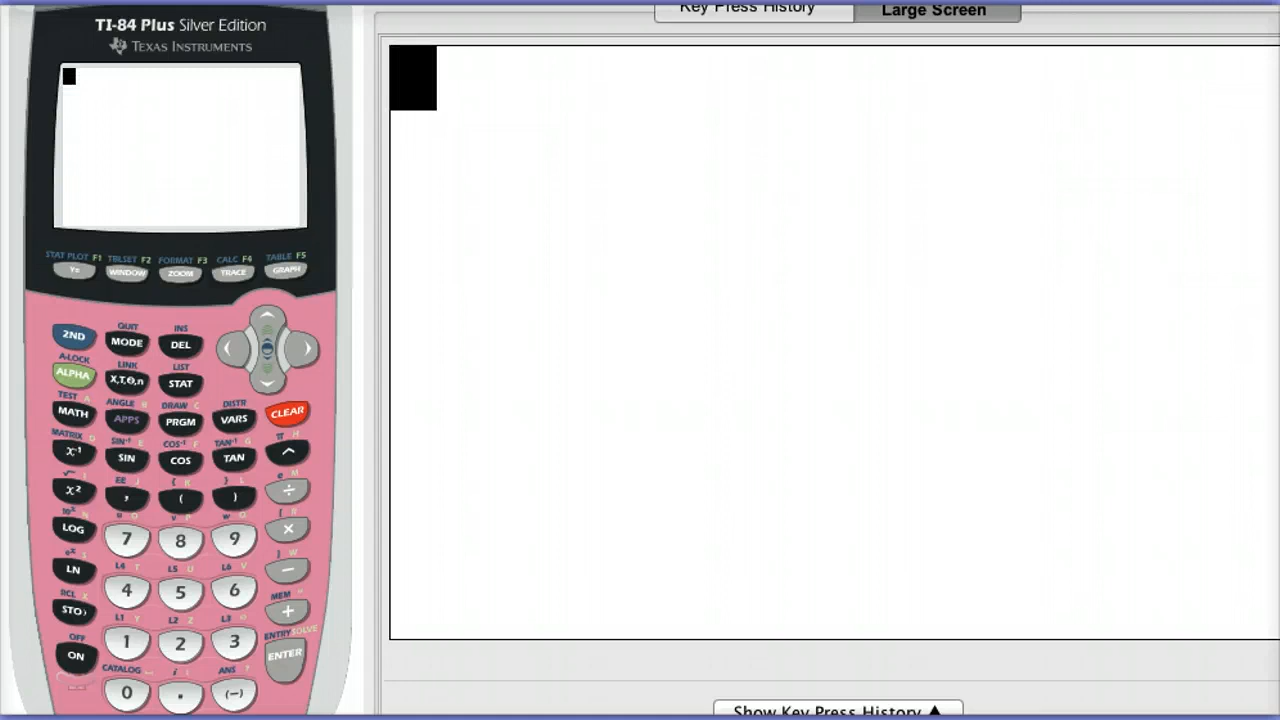 TI-84 Plus Silver Edition
TEXAS INSTRUMENTS
Key Press History
Large Screen
STAT PLOT F1 TBLSET F2 FORMAT F3 CALC F4 TABLE F5
Y= WINDOW ZOOM TRACE GRAPH
QUIT INS
2ND MODE DEL
A-LOCK LINK LIST
ALPHA X,T,Θ,n STAT
TEST A ANGLE B DRAW C DISTR
MATH APPS PRGM VARS CLEAR
MATRIX D SIN⁻¹ E COS⁻¹ F TAN⁻¹ G π H
X⁻¹ SIN COS TAN ^
√ EE J { K } L e M
X² , ( ) ÷
10ˣ N u O v P w Q [ R
LOG 7 8 9 ×
eˣ S L4 T L5 U L6 V ] W
LN 4 5 6 −
RCL X L1 Y L2 Z L3 MEM "
STO› 1 2 3 +
OFF ENTRY SOLVE
ON ENTER
CATALOG i : ANS ?
0 . (−)
Show Key Press History ▲